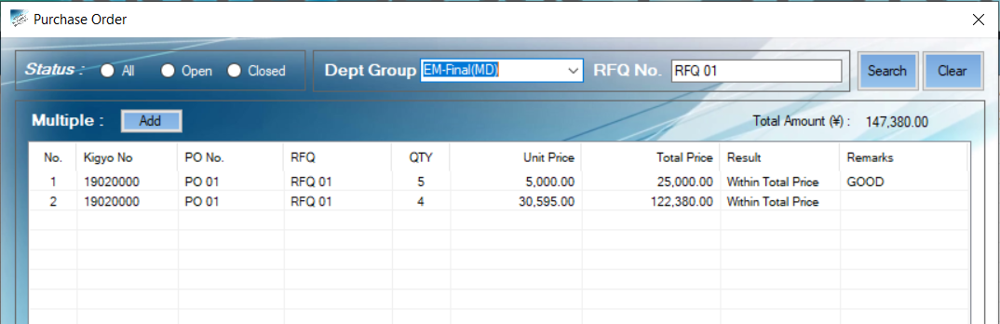 Purchase Order
Status : All Open Closed Dept Group EM-Final(MD) RFQ No. RFQ 01 Search Clear
Multiple : Add Total Amount (¥) : 147,380.00
No. Kigyo No PO No. RFQ QTY Unit Price Total Price Result Remarks
1 19020000 PO 01 RFQ 01 5 5,000.00 25,000.00 Within Total Price GOOD
2 19020000 PO 01 RFQ 01 4 30,595.00 122,380.00 Within Total Price